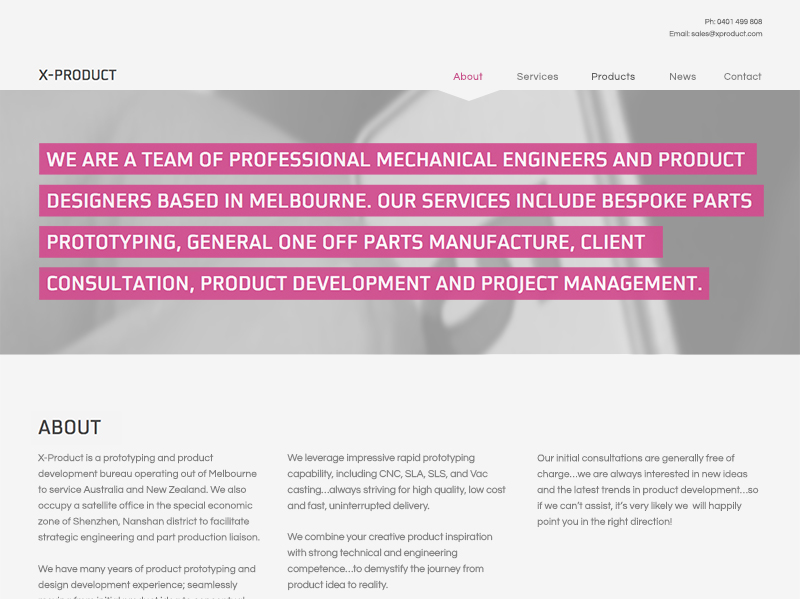 Ph: 0401 499 808
Email: sales@xproduct.com
X-PRODUCT
About Services Products News Contact
WE ARE A TEAM OF PROFESSIONAL MECHANICAL ENGINEERS AND PRODUCT
DESIGNERS BASED IN MELBOURNE. OUR SERVICES INCLUDE BESPOKE PARTS
PROTOTYPING, GENERAL ONE OFF PARTS MANUFACTURE, CLIENT
CONSULTATION, PRODUCT DEVELOPMENT AND PROJECT MANAGEMENT.
ABOUT
X-Product is a prototyping and product
development bureau operating out of Melbourne
to service Australia and New Zealand. We also
occupy a satellite office in the special economic
zone of Shenzhen, Nanshan district to facilitate
strategic engineering and part production liaison.
We have many years of product prototyping and
design development experience; seamlessly
We leverage impressive rapid prototyping
capability, including CNC, SLA, SLS, and Vac
casting...always striving for high quality, low cost
and fast, uninterrupted delivery.
We combine your creative product inspiration
with strong technical and engineering
competence...to demystify the journey from
product idea to reality.
Our initial consultations are generally free of
charge...we are always interested in new ideas
and the latest trends in product development...so
if we can't assist, it's very likely we will happily
point you in the right direction!